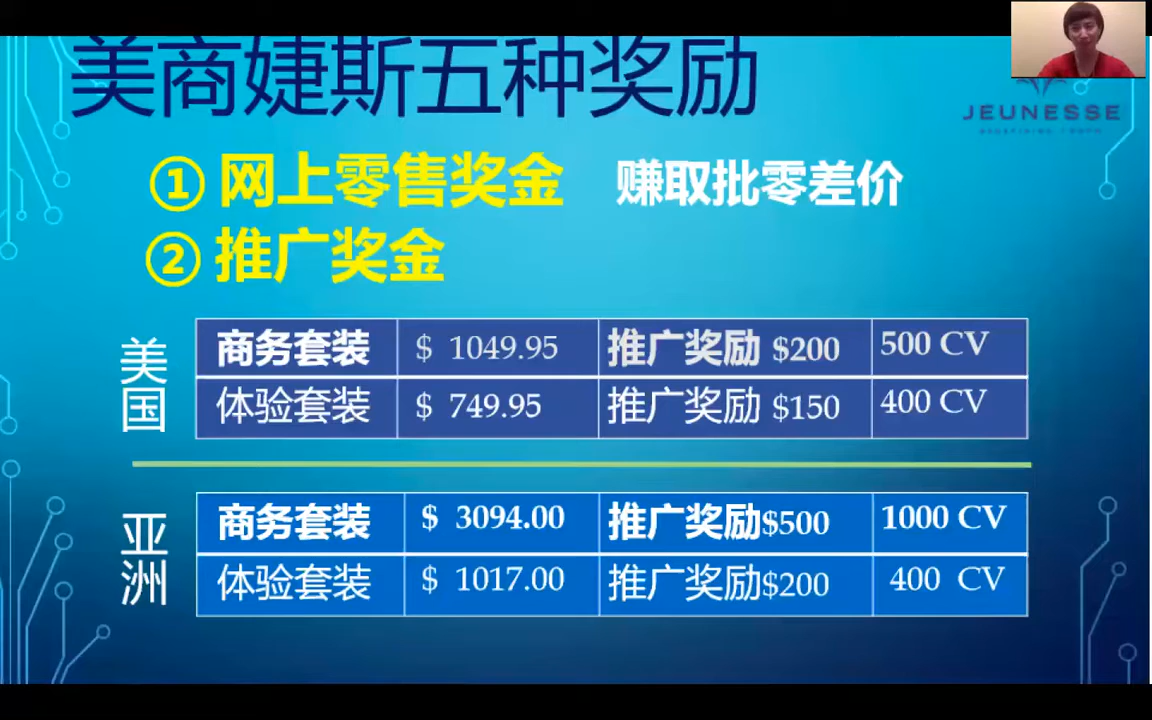 美商婕斯五种奖励
JEUNESSE
① 网上零售奖金 赚取批零差价
② 推广奖金
美国
商务套装 $ 1049.95 推广奖励 $200 500 CV
体验套装 $ 749.95 推广奖励 $150 400 CV
亚洲
商务套装 $ 3094.00 推广奖励$500 1000 CV
体验套装 $ 1017.00 推广奖励$200 400 CV